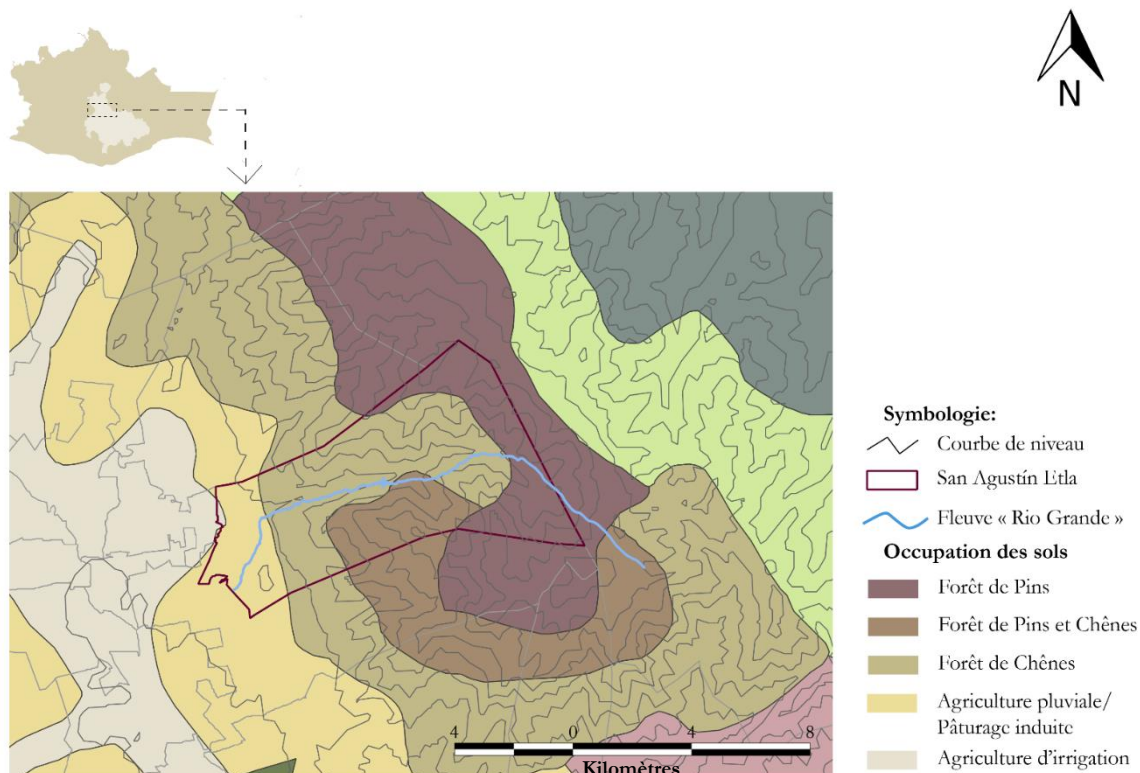 N
Symbologie:
Courbe de niveau
San Agustín Etla
Fleuve « Rio Grande »
Occupation des sols
Forêt de Pins
Forêt de Pins et Chênes
Forêt de Chênes
Agriculture pluviale/
Pâturage induite
Agriculture d'irrigation
4 0 4 8
Kilomètres